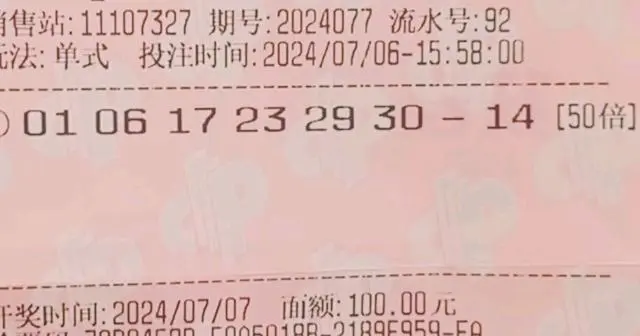 销售站: 11107327 期号: 2024077 流水号: 92
玩法: 单式 投注时间: 2024/07/06-15:58:00
01 06 17 23 29 30 - 14 [50倍]
开奖时间: 2024/07/07 面额: 100.00元